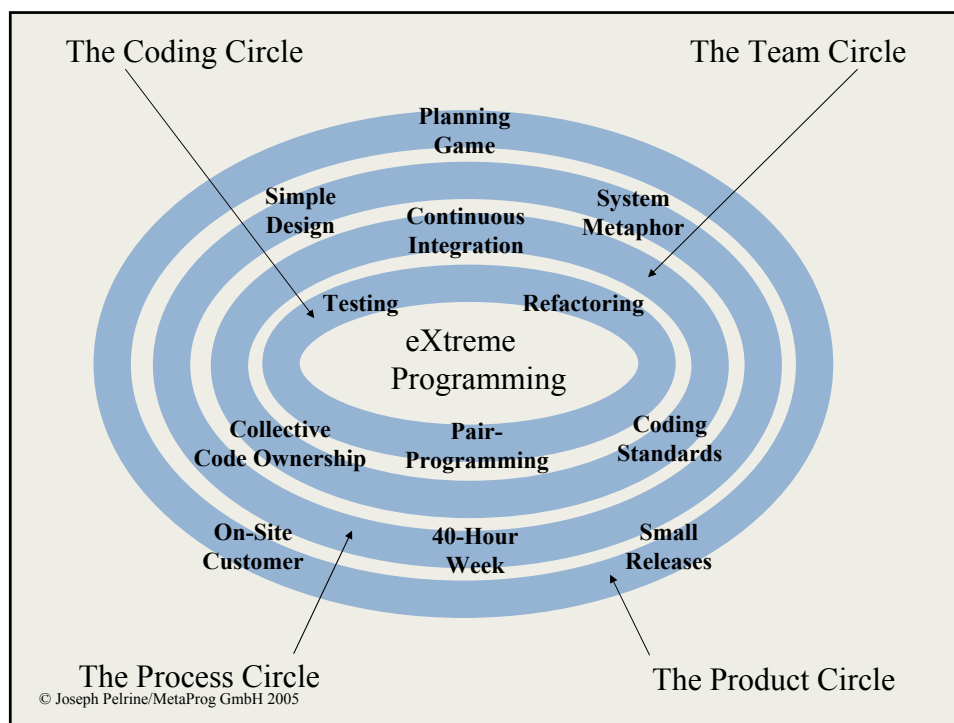 The Coding Circle
The Team Circle
Planning
Game
Simple
Design
System
Metaphor
Continuous
Integration
Testing
Refactoring
eXtreme
Programming
Collective
Code Ownership
Pair-
Programming
Coding
Standards
On-Site
Customer
40-Hour
Week
Small
Releases
The Process Circle
The Product Circle
© Joseph Pelrine/MetaProg GmbH 2005